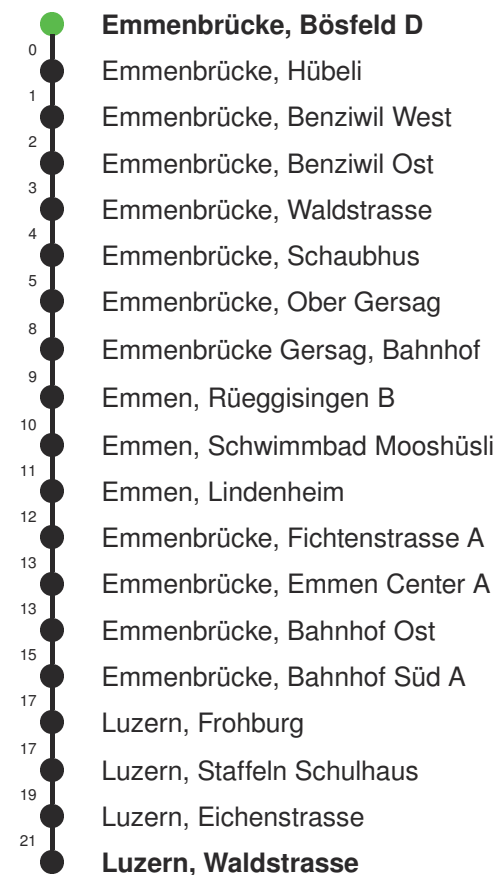 Emmenbrücke, Bösfeld D
0
Emmenbrücke, Hübeli
1
Emmenbrücke, Benziwil West
2
Emmenbrücke, Benziwil Ost
3
Emmenbrücke, Waldstrasse
4
Emmenbrücke, Schaubhus
5
Emmenbrücke, Ober Gersag
8
Emmenbrücke Gersag, Bahnhof
9
Emmen, Rüeggisingen B
10
Emmen, Schwimmbad Mooshüsli
11
Emmen, Lindenheim
12
Emmenbrücke, Fichtenstrasse A
13
Emmenbrücke, Emmen Center A
13
Emmenbrücke, Bahnhof Ost
15
Emmenbrücke, Bahnhof Süd A
17
Luzern, Frohburg
17
Luzern, Staffeln Schulhaus
19
Luzern, Eichenstrasse
21
Luzern, Waldstrasse